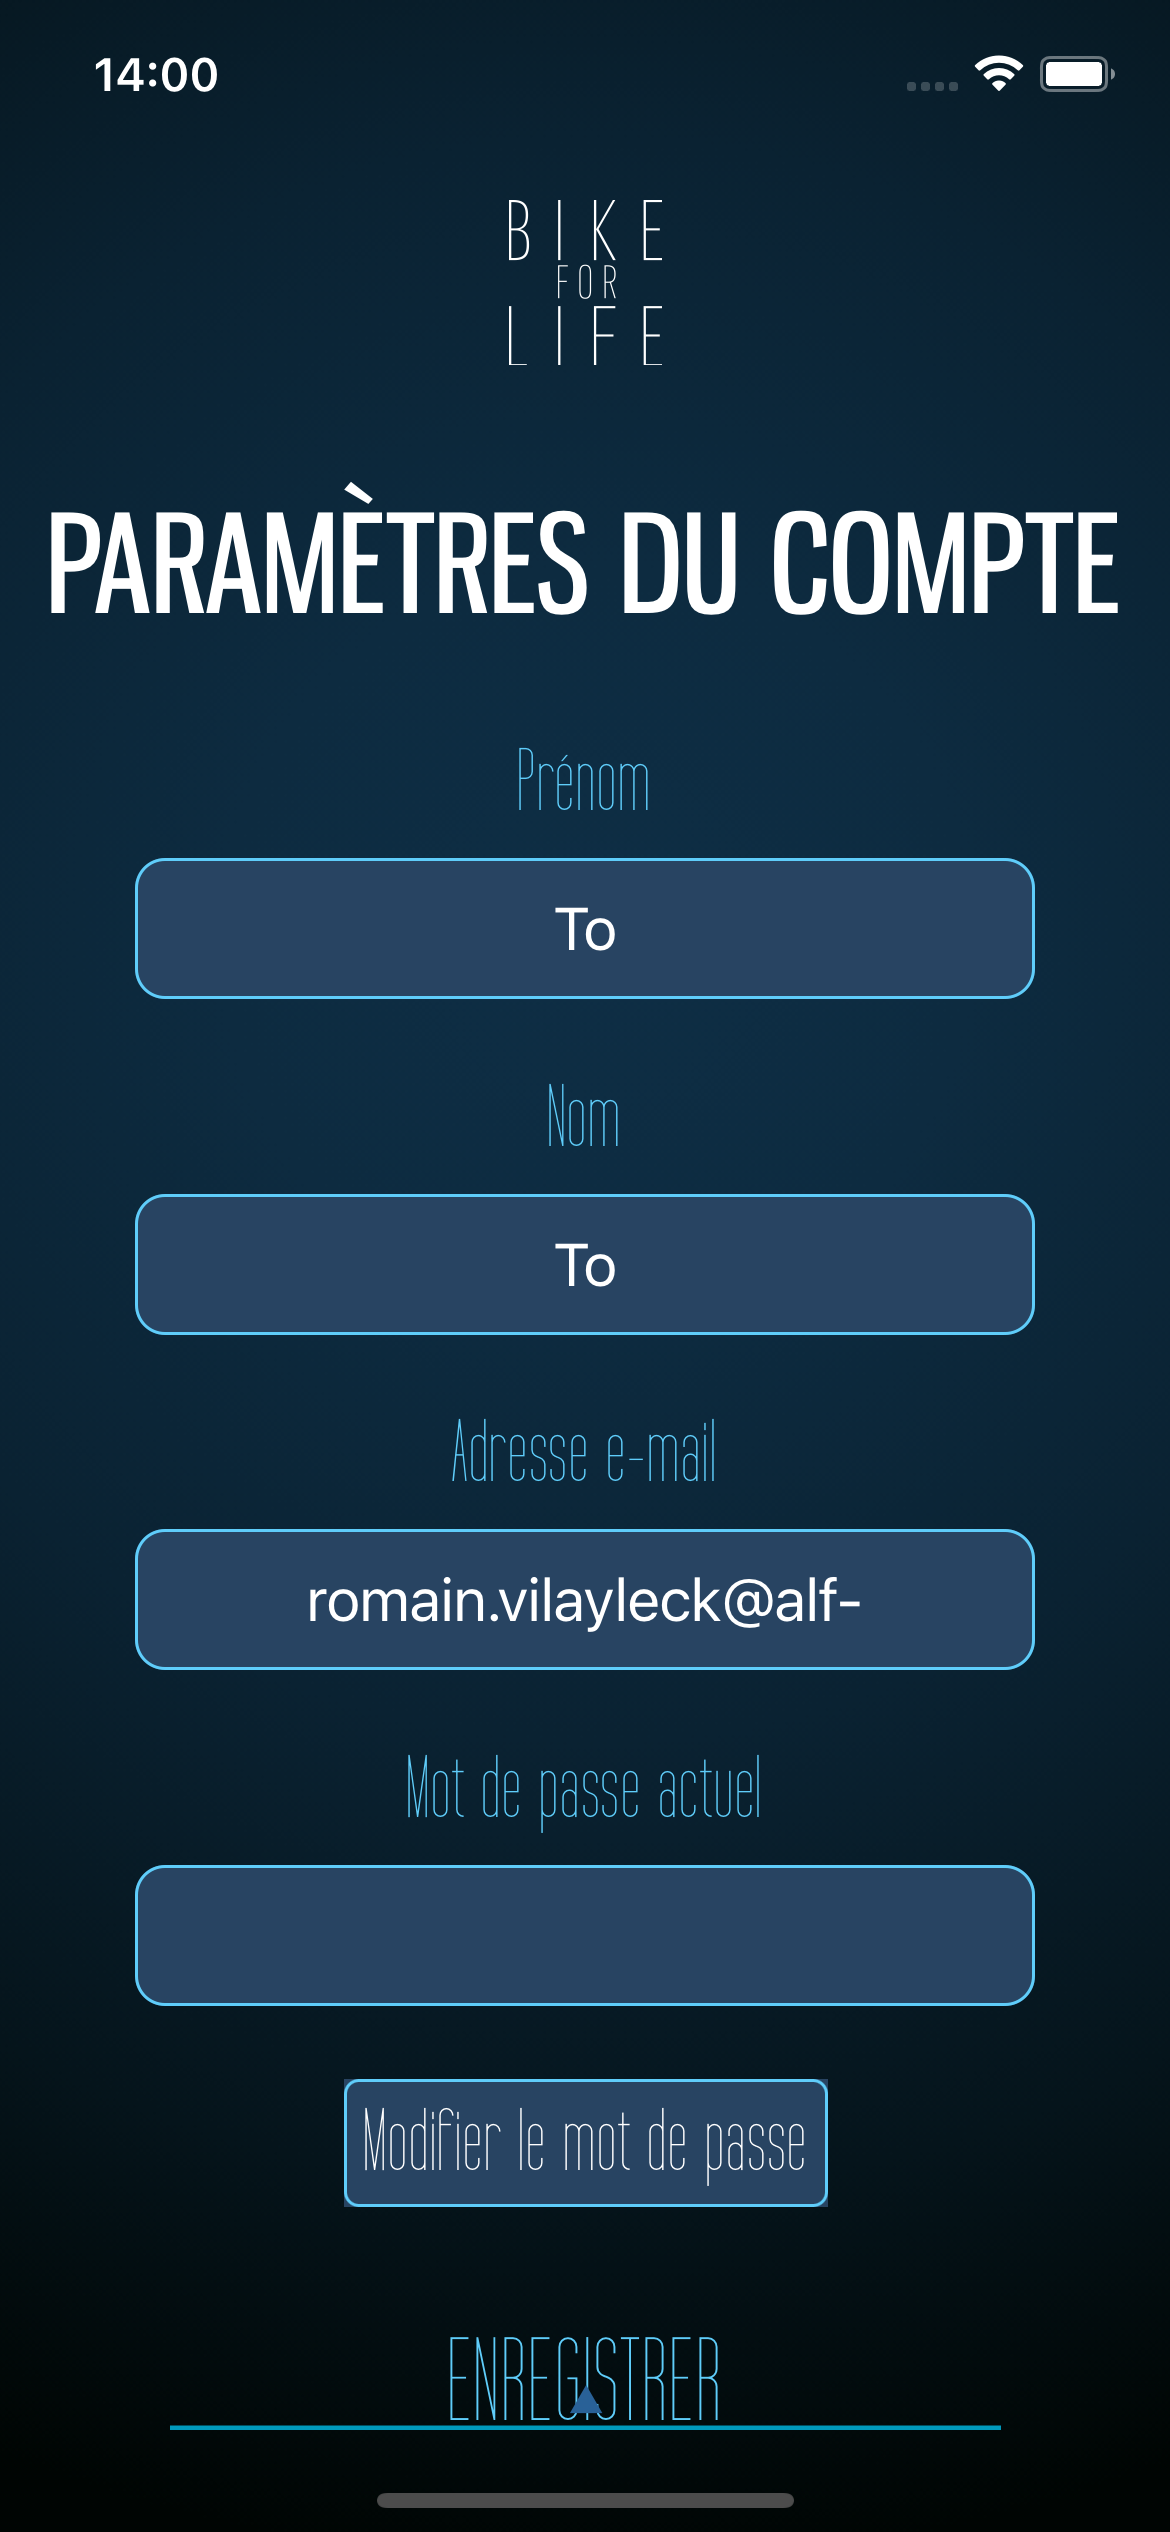 14:00
BIKE
FOR
LIFE
PARAMÈTRES DU COMPTE
Prénom
To
Nom
To
Adresse e-mail
romain.vilayleck@alf-
Mot de passe actuel
Modifier le mot de passe
ENREGISTRER